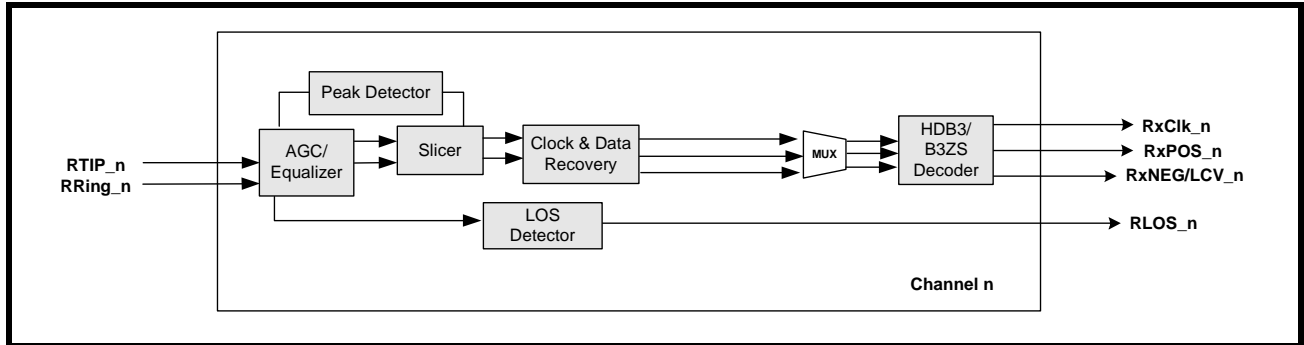 Peak Detector
RTIP_n
RRing_n
AGC/
Equalizer
Slicer
Clock & Data
Recovery
MUX
HDB3/
B3ZS
Decoder
RxClk_n
RxPOS_n
RxNEG/LCV_n
LOS
Detector
RLOS_n
Channel n